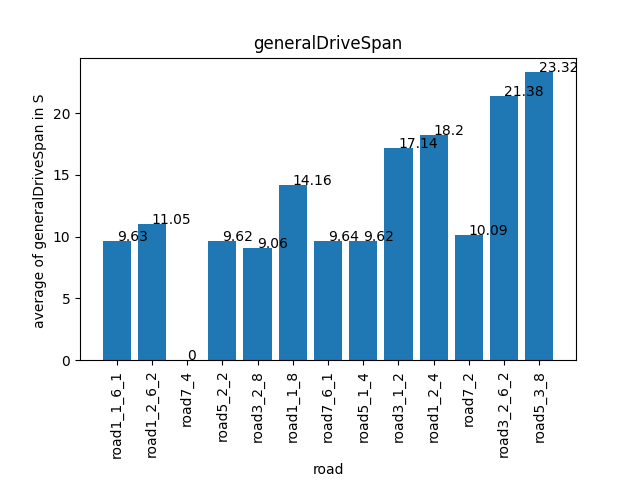 generalDriveSpan
average of generalDriveSpan in S
20
15
10
5
0
9.63
11.05
0
9.62
9.06
14.16
9.64
9.62
17.14
18.2
10.09
21.38
23.32
road1_1_6_1
road1_2_6_2
road7_4
road5_2_2
road3_2_8
road1_1_8
road7_6_1
road5_1_4
road3_1_2
road1_2_4
road7_2
road3_2_6_2
road5_3_8
road